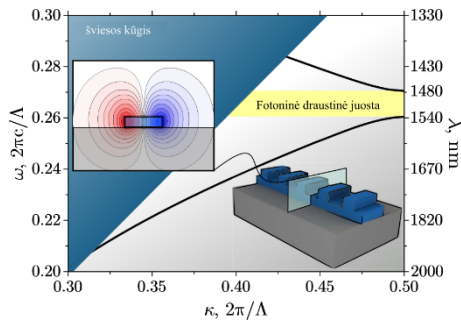 šviesos kūgis
Fotoninė draustinė juosta
0.30
0.28
0.26
0.24
0.22
0.20
ω, 2πc/Λ
1330
1430
1480
1540
1670
1820
2000
λ, nm
0.30 0.35 0.40 0.45 0.50
κ, 2π/Λ